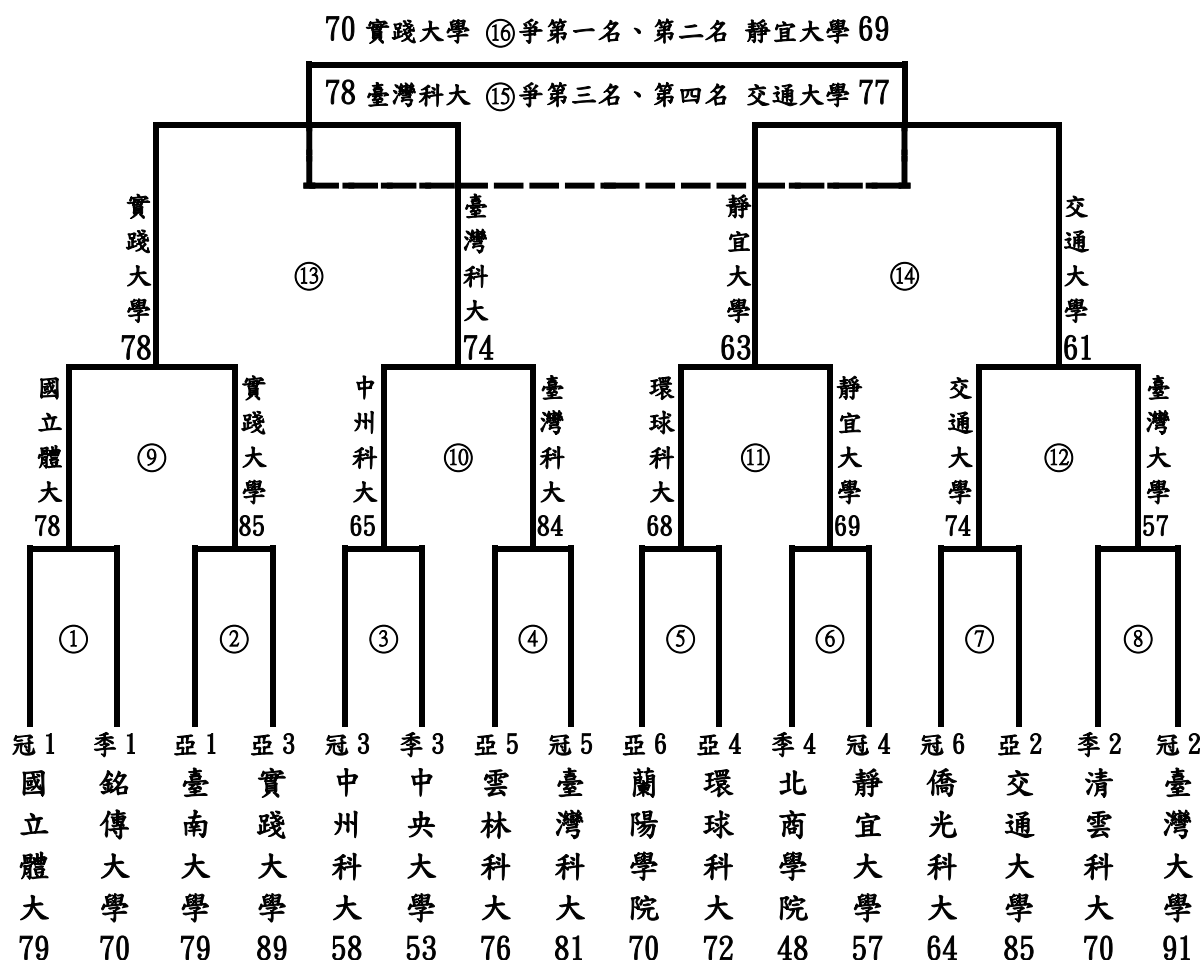 70 實踐大學 ⑯爭第一名、第二名 靜宜大學 69
78 臺灣科大 ⑮爭第三名、第四名 交通大學 77
實踐大學 78
臺灣科大 74
靜宜大學 63
交通大學 61
⑬
⑭
國立體大 78
實踐大學 85
中州科大 65
臺灣科大 84
環球科大 68
靜宜大學 69
交通大學 74
臺灣大學 57
⑨
⑩
⑪
⑫
①
②
③
④
⑤
⑥
⑦
⑧
冠1 國立體大 79
季1 銘傳大學 70
亞1 臺南大學 79
亞3 實踐大學 89
冠3 中州科大 58
季3 中央大學 53
亞5 雲林科大 76
冠5 臺灣科大 81
亞6 蘭陽學院 70
亞4 環球科大 72
季4 北商學院 48
冠4 靜宜大學 57
冠6 僑光科大 64
亞2 交通大學 85
季2 清雲科大 70
冠2 臺灣大學 91